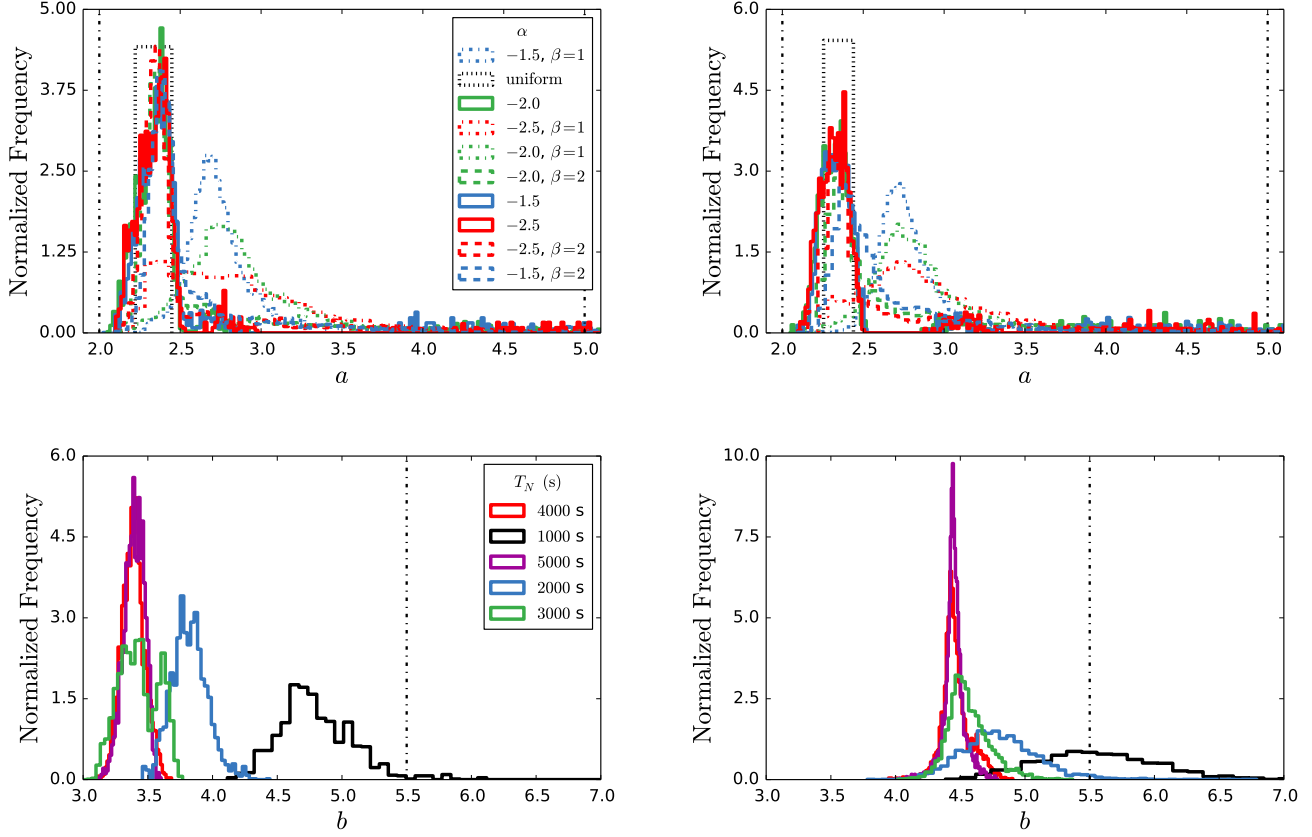 5.00
3.75
2.50
1.25
0.00
Normalized Frequency
2.0 2.5 3.0 3.5 4.0 4.5 5.0
a
α
−1.5, β=1
uniform
−2.0
−2.5, β=1
−2.0, β=1
−2.0, β=2
−1.5
−2.5
−2.5, β=2
−1.5, β=2
6.0
4.5
3.0
1.5
0.0
Normalized Frequency
2.0 2.5 3.0 3.5 4.0 4.5 5.0
a
6.0
4.5
3.0
1.5
0.0
Normalized Frequency
3.0 3.5 4.0 4.5 5.0 5.5 6.0 6.5 7.0
b
T_N (s)
4000 s
1000 s
5000 s
2000 s
3000 s
10.0
7.5
5.0
2.5
0.0
Normalized Frequency
3.0 3.5 4.0 4.5 5.0 5.5 6.0 6.5 7.0
b